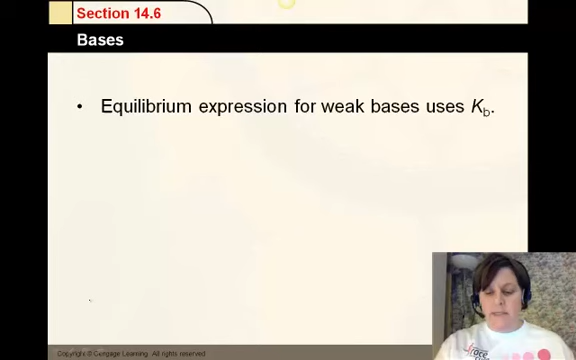 Section 14.6
Bases
• Equilibrium expression for weak bases uses Kb.
Copyright © Cengage Learning. All rights reserved